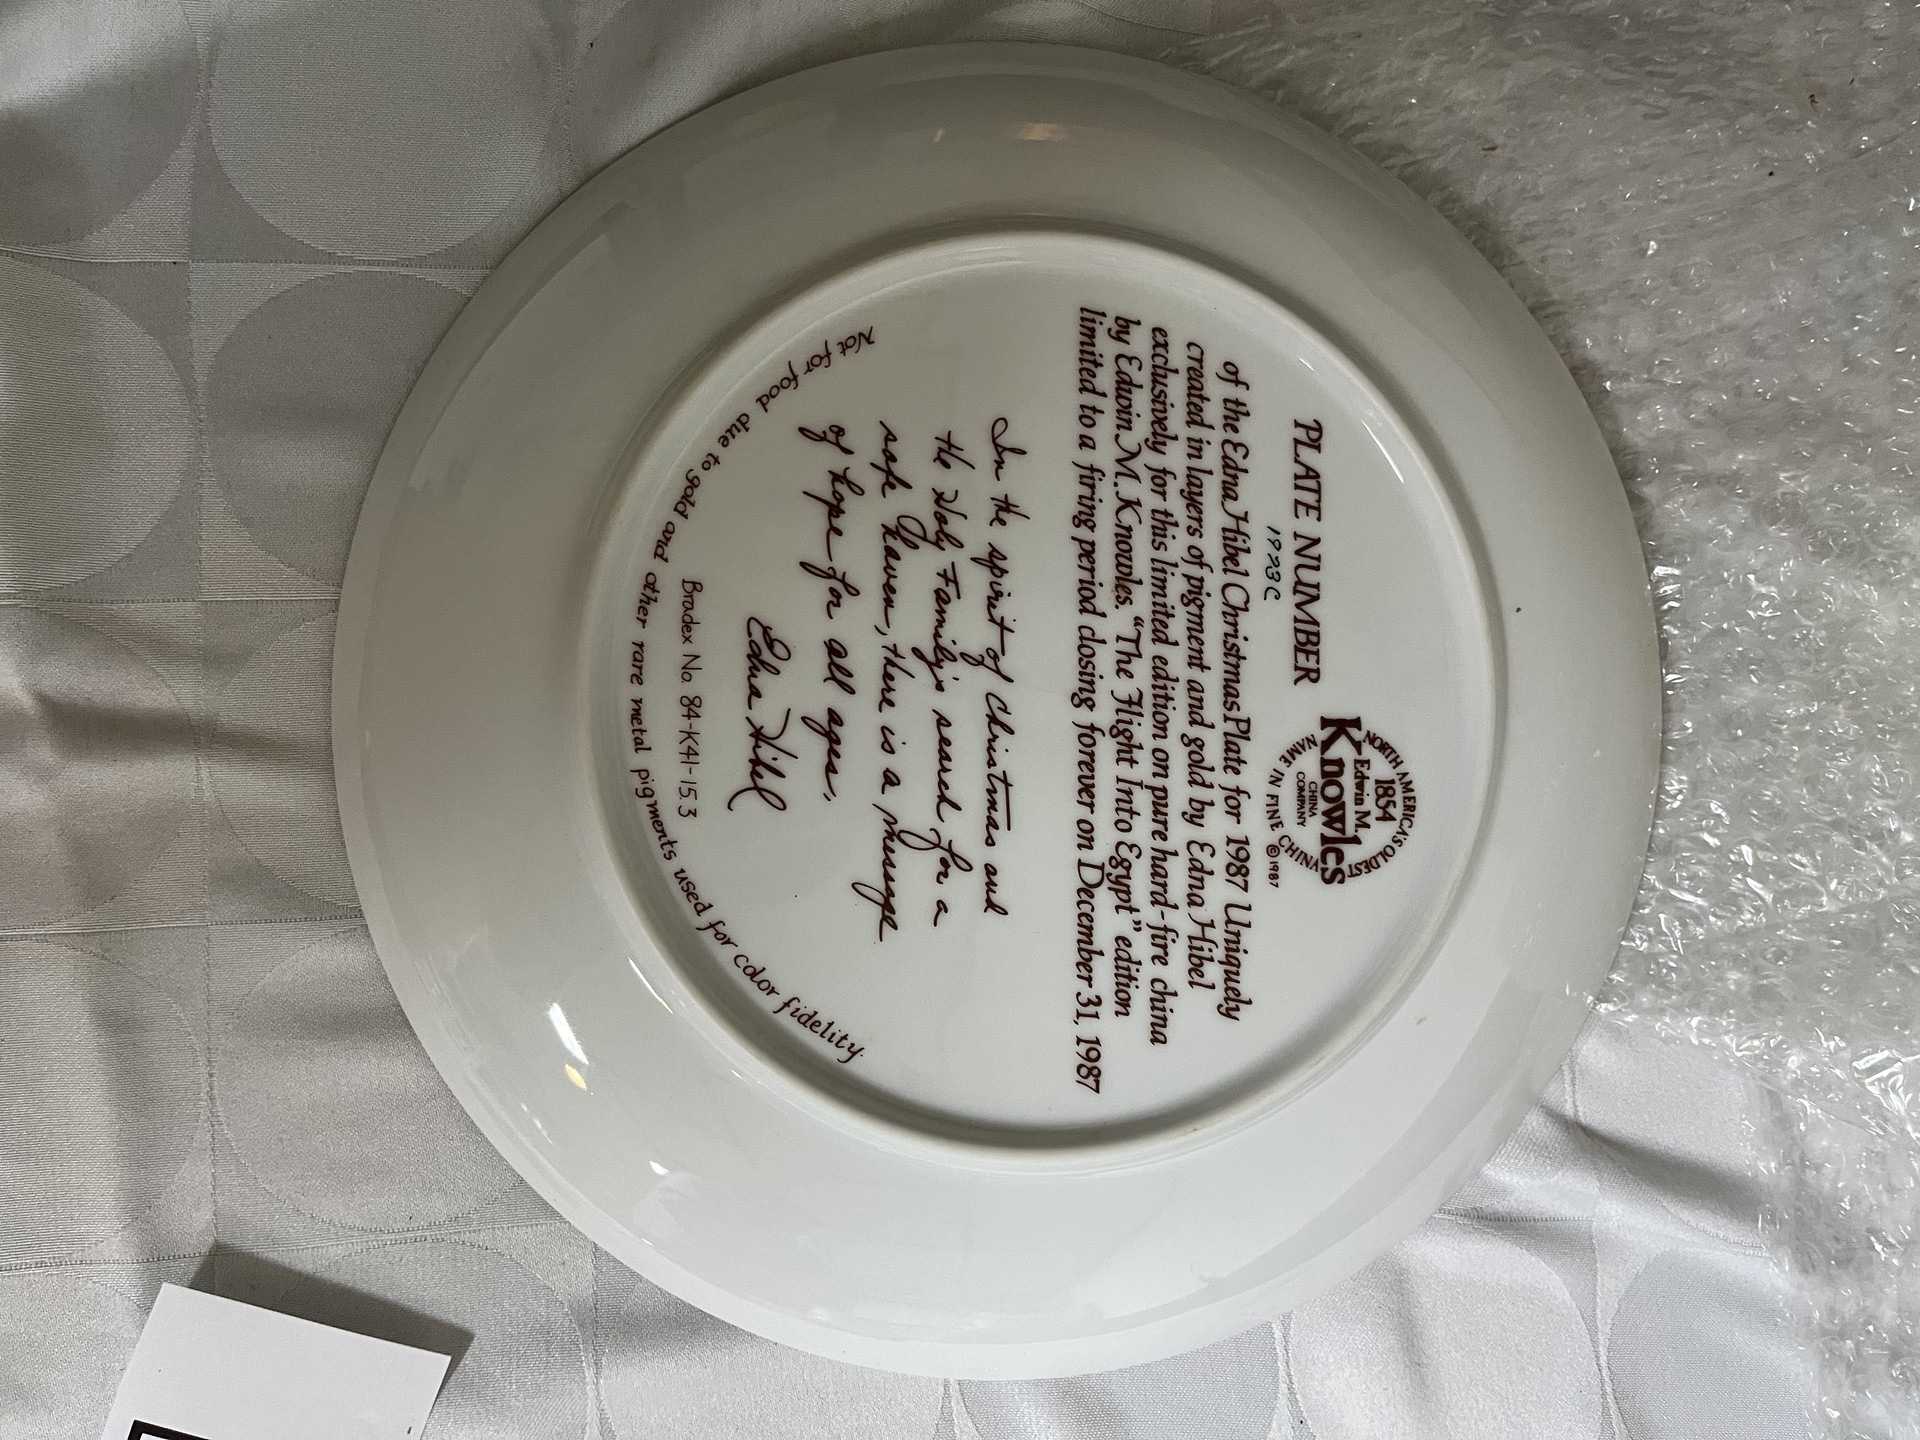 NORTH AMERICA'S OLDEST
1854
Edwin M.
Knowles
CHINA
COMPANY
NAME IN FINE CHINA
©1987
PLATE NUMBER
1923C
of the Edna Hibel Christmas Plate for 1987 Uniquely
created in layers of pigment and gold by Edna Hibel
exclusively for this limited edition on pure hard-fire china
by Edwin M. Knowles. “The Flight Into Egypt” edition
limited to a firing period closing forever on December 31, 1987
In the spirit of Christmas and
the Holy Family's search for a
safe haven, there is a message
of hope for all ages,
Edna Hibel
Bradex No. 84-K41-15.3
Not for food due to gold and other rare metal pigments used for color fidelity.